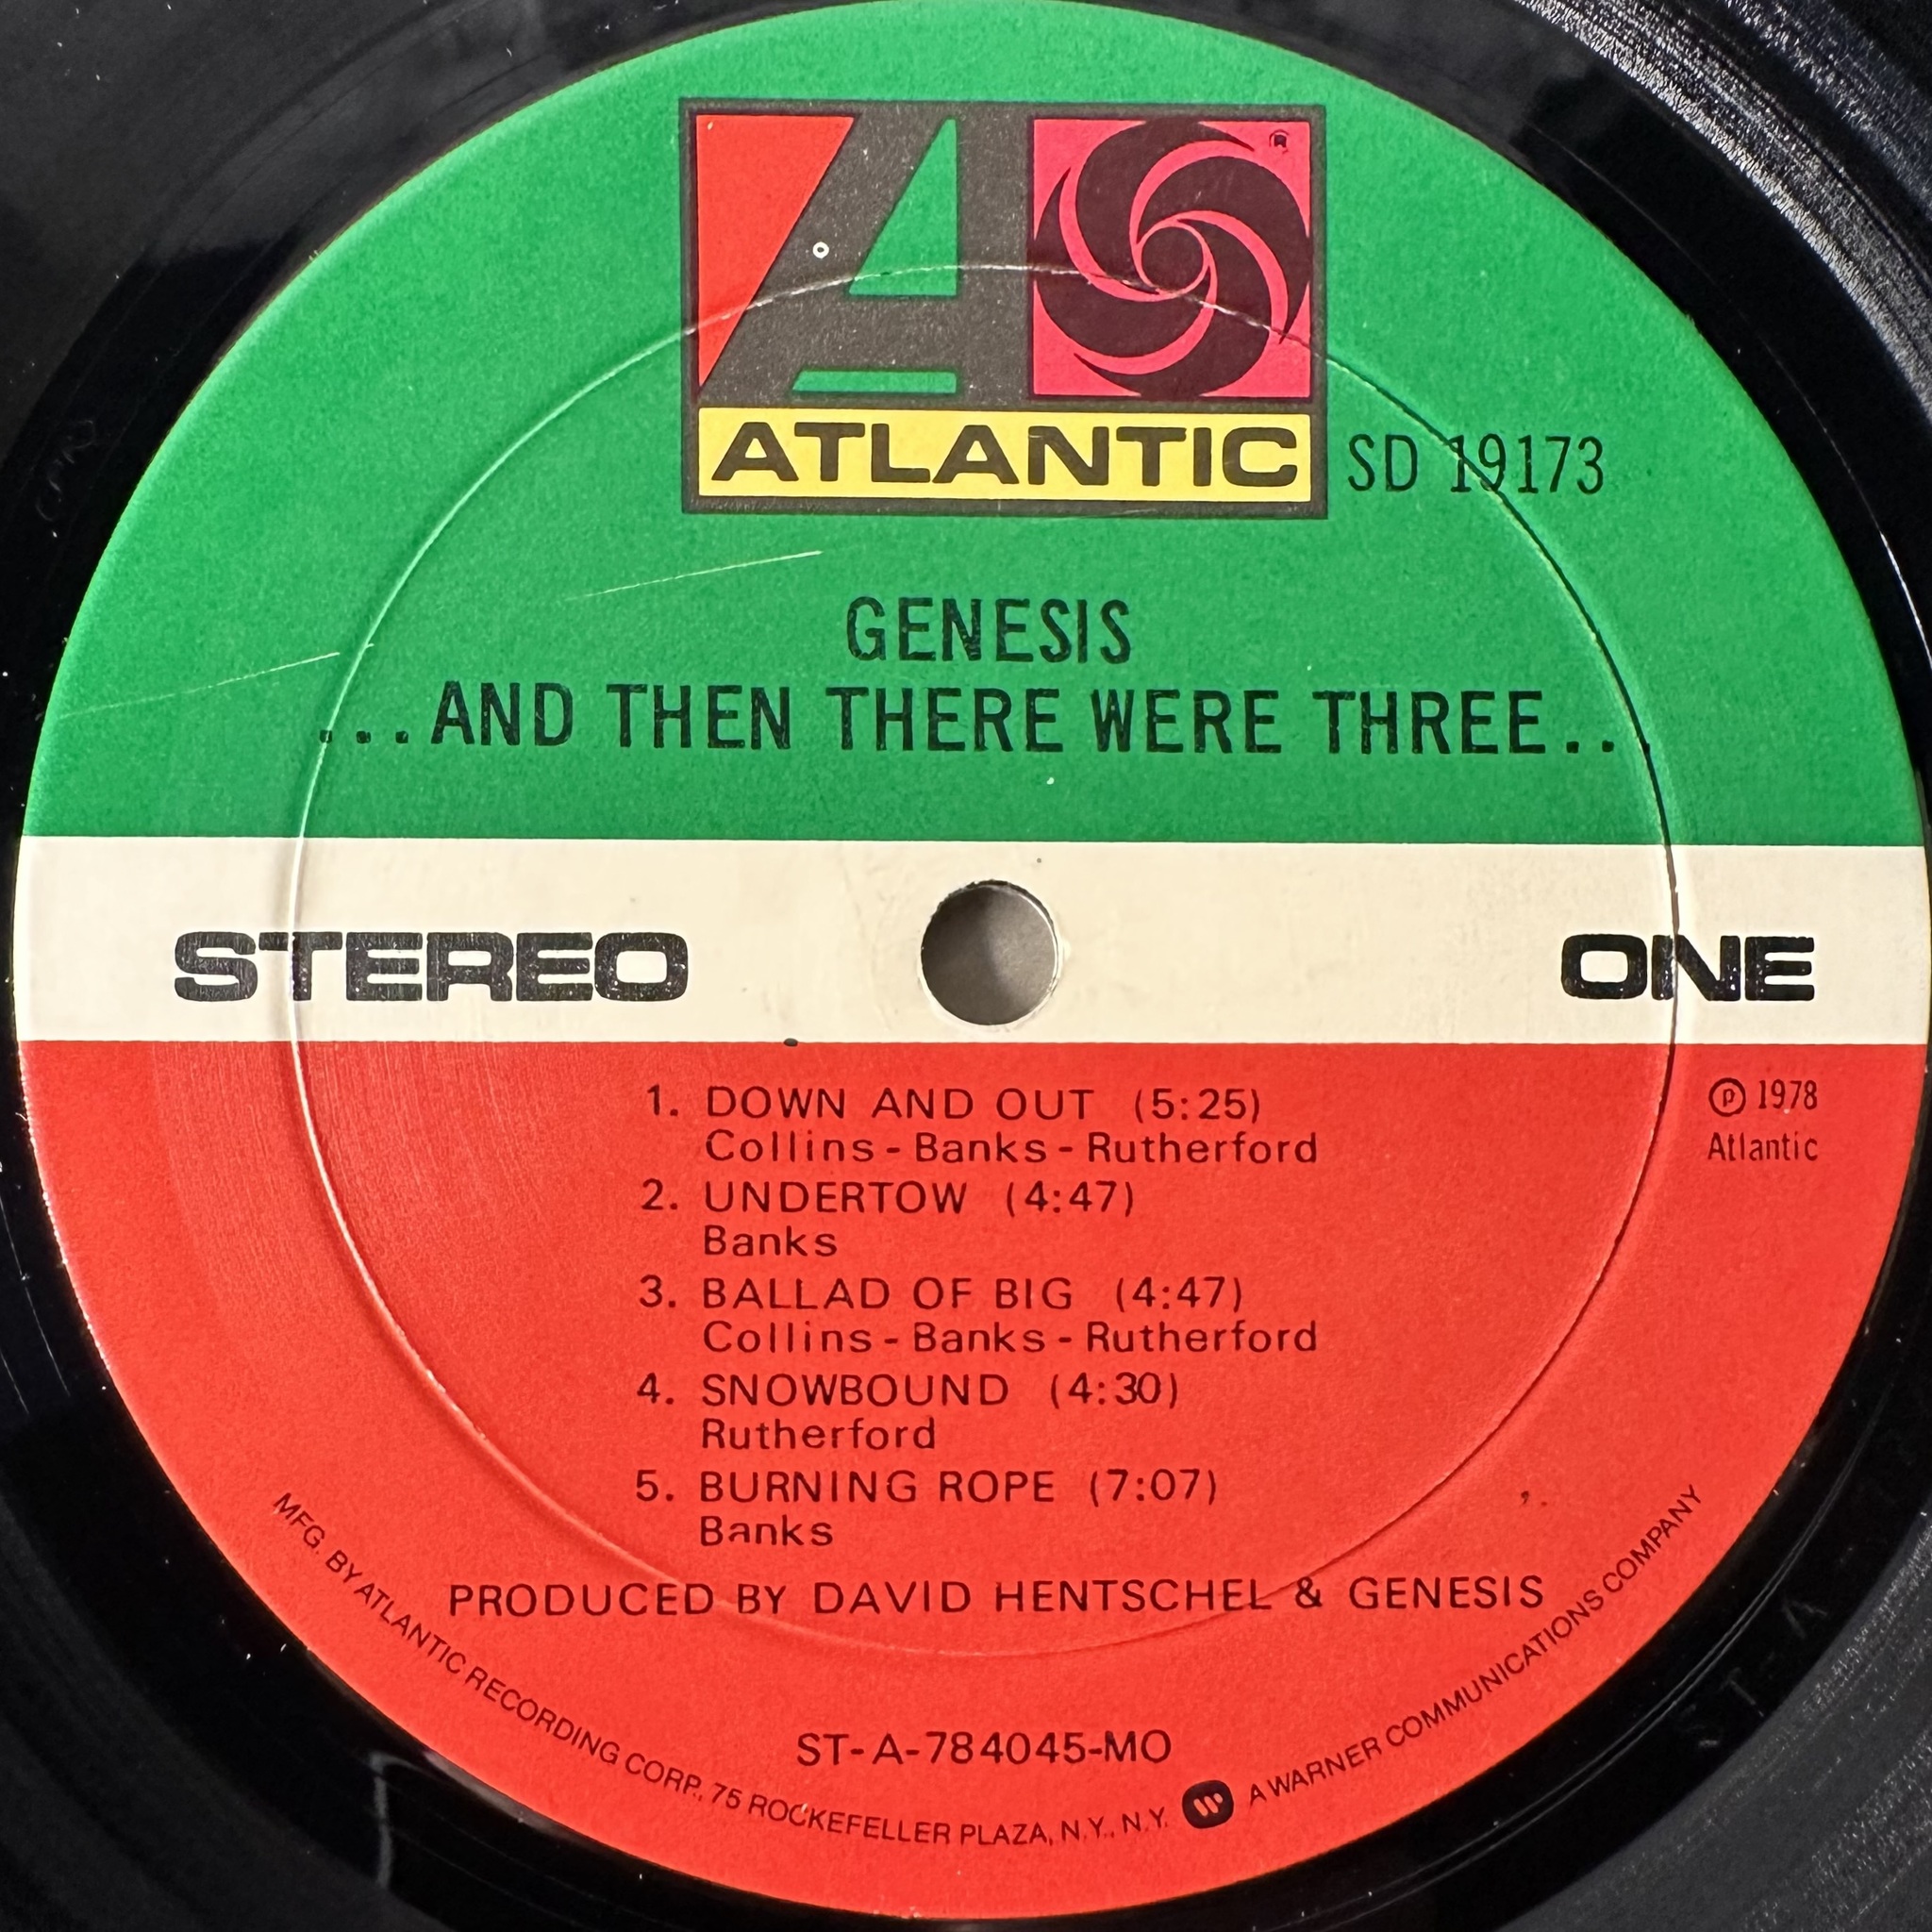 ®
ATLANTIC
SD 19173
GENESIS
...AND THEN THERE WERE THREE...
STEREO
ONE
1. DOWN AND OUT (5:25)
Collins-Banks-Rutherford
℗ 1978
Atlantic
2. UNDERTOW (4:47)
Banks
3. BALLAD OF BIG (4:47)
Collins-Banks-Rutherford
4. SNOWBOUND (4:30)
Rutherford
5. BURNING ROPE (7:07)
Banks
PRODUCED BY DAVID HENTSCHEL & GENESIS
ST-A-784045-MO
MFG. BY ATLANTIC RECORDING CORP., 75 ROCKEFELLER PLAZA, N.Y., N.Y. A WARNER COMMUNICATIONS COMPANY